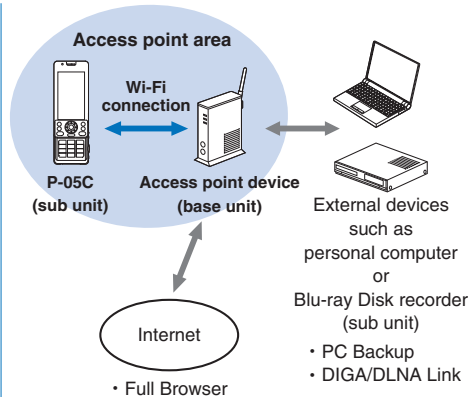 Access point area
Wi-Fi
connection
P-05C
(sub unit)
Access point device
(base unit)
External devices
such as
personal computer
or
Blu-ray Disk recorder
(sub unit)
・PC Backup
・DIGA/DLNA Link
Internet
・Full Browser